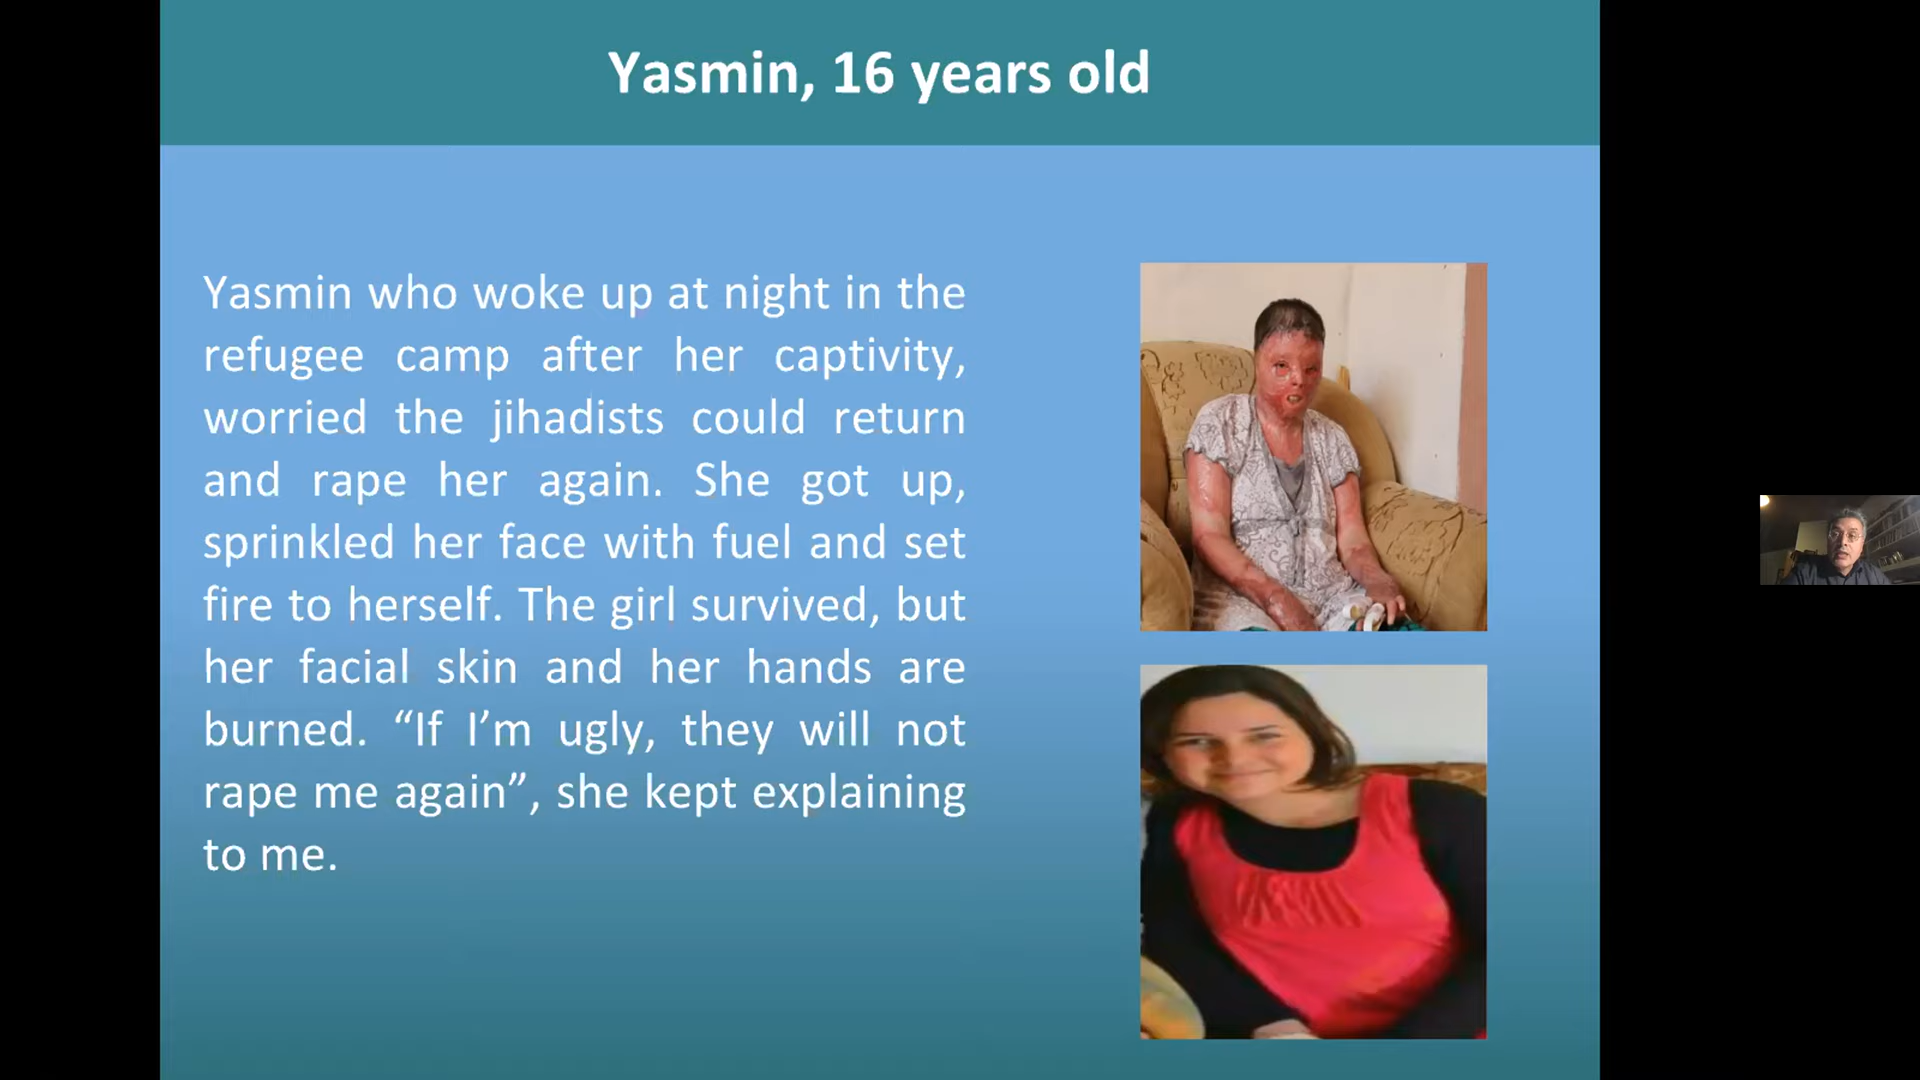 Yasmin, 16 years old
Yasmin who woke up at night in the
refugee camp after her captivity,
worried the jihadists could return
and rape her again. She got up,
sprinkled her face with fuel and set
fire to herself. The girl survived, but
her facial skin and her hands are
burned. “If I’m ugly, they will not
rape me again”, she kept explaining
to me.